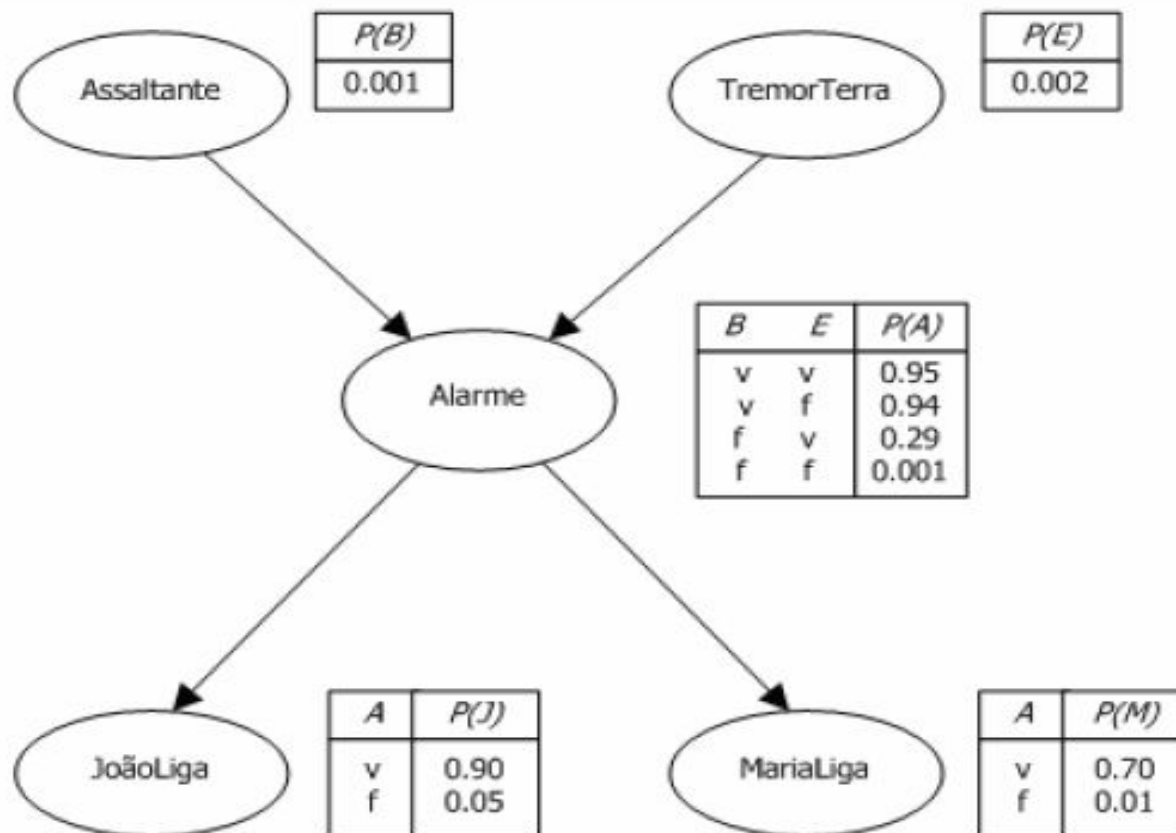 Assaltante
P(B)
0.001
TremorTerra
P(E)
0.002
Alarme
B E P(A)
v v 0.95
v f 0.94
f v 0.29
f f 0.001
JoãoLiga
A P(J)
v 0.90
f 0.05
MariaLiga
A P(M)
v 0.70
f 0.01